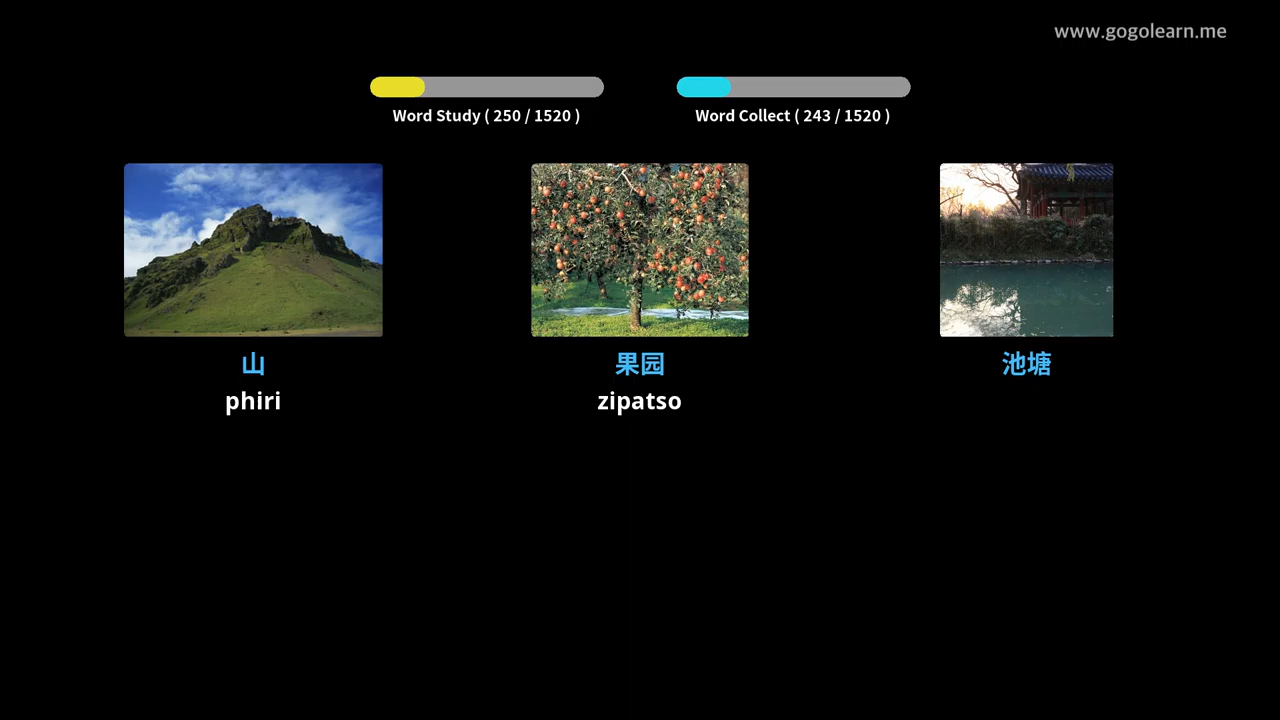 www.gogolearn.me
Word Study ( 250 / 1520 )
Word Collect ( 243 / 1520 )
山
果园
池塘
phiri
zipatso